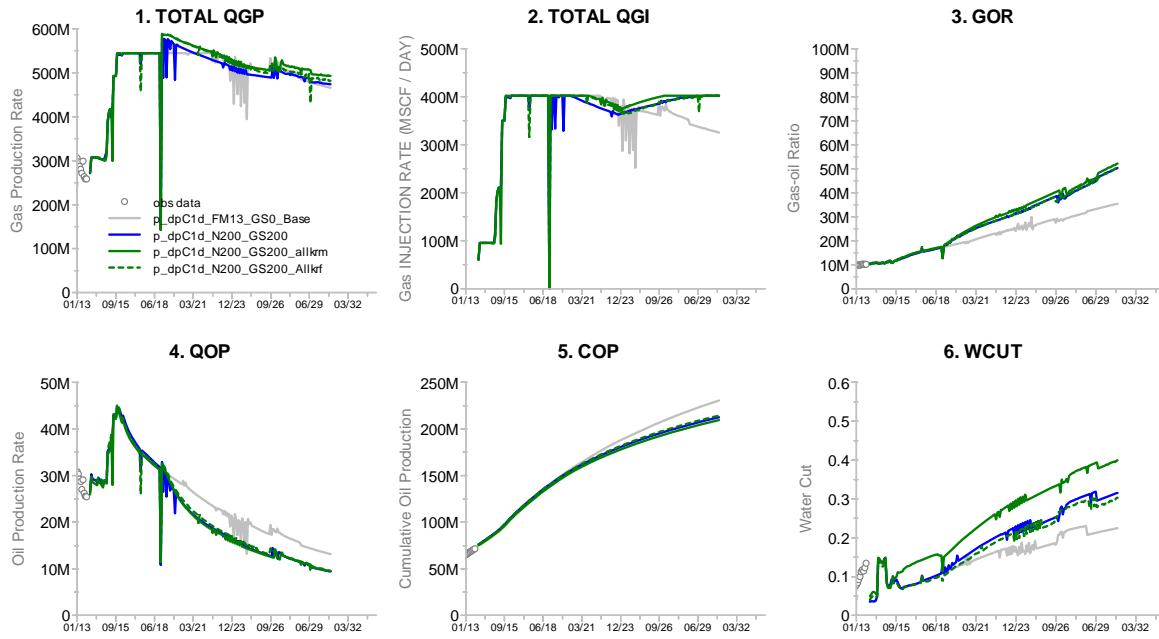 1. TOTAL QGP
Gas Production Rate
600M
500M
400M
300M
200M
100M
0
obs data
p_dpC1d_FM13_GS0_Base
p_dpC1d_N200_GS200
p_dpC1d_N200_GS200_allkrm
p_dpC1d_N200_GS200_Allkrf
01/13 09/15 06/18 03/21 12/23 09/26 06/29 03/32
2. TOTAL QGI
Gas INJECTION RATE (MSCF / DAY)
500M
400M
300M
200M
100M
0
01/13 09/15 06/18 03/21 12/23 09/26 06/29 03/32
3. GOR
Gas-oil Ratio
100M
90M
80M
70M
60M
50M
40M
30M
20M
10M
0
01/13 09/15 06/18 03/21 12/23 09/26 06/29 03/32
4. QOP
Oil Production Rate
50M
40M
30M
20M
10M
0
01/13 09/15 06/18 03/21 12/23 09/26 06/29 03/32
5. COP
Cumulative Oil Production
250M
200M
150M
100M
50M
0
01/13 09/15 06/18 03/21 12/23 09/26 06/29 03/32
6. WCUT
Water Cut
0.6
0.5
0.4
0.3
0.2
0.1
0
01/13 09/15 06/18 03/21 12/23 09/26 06/29 03/32